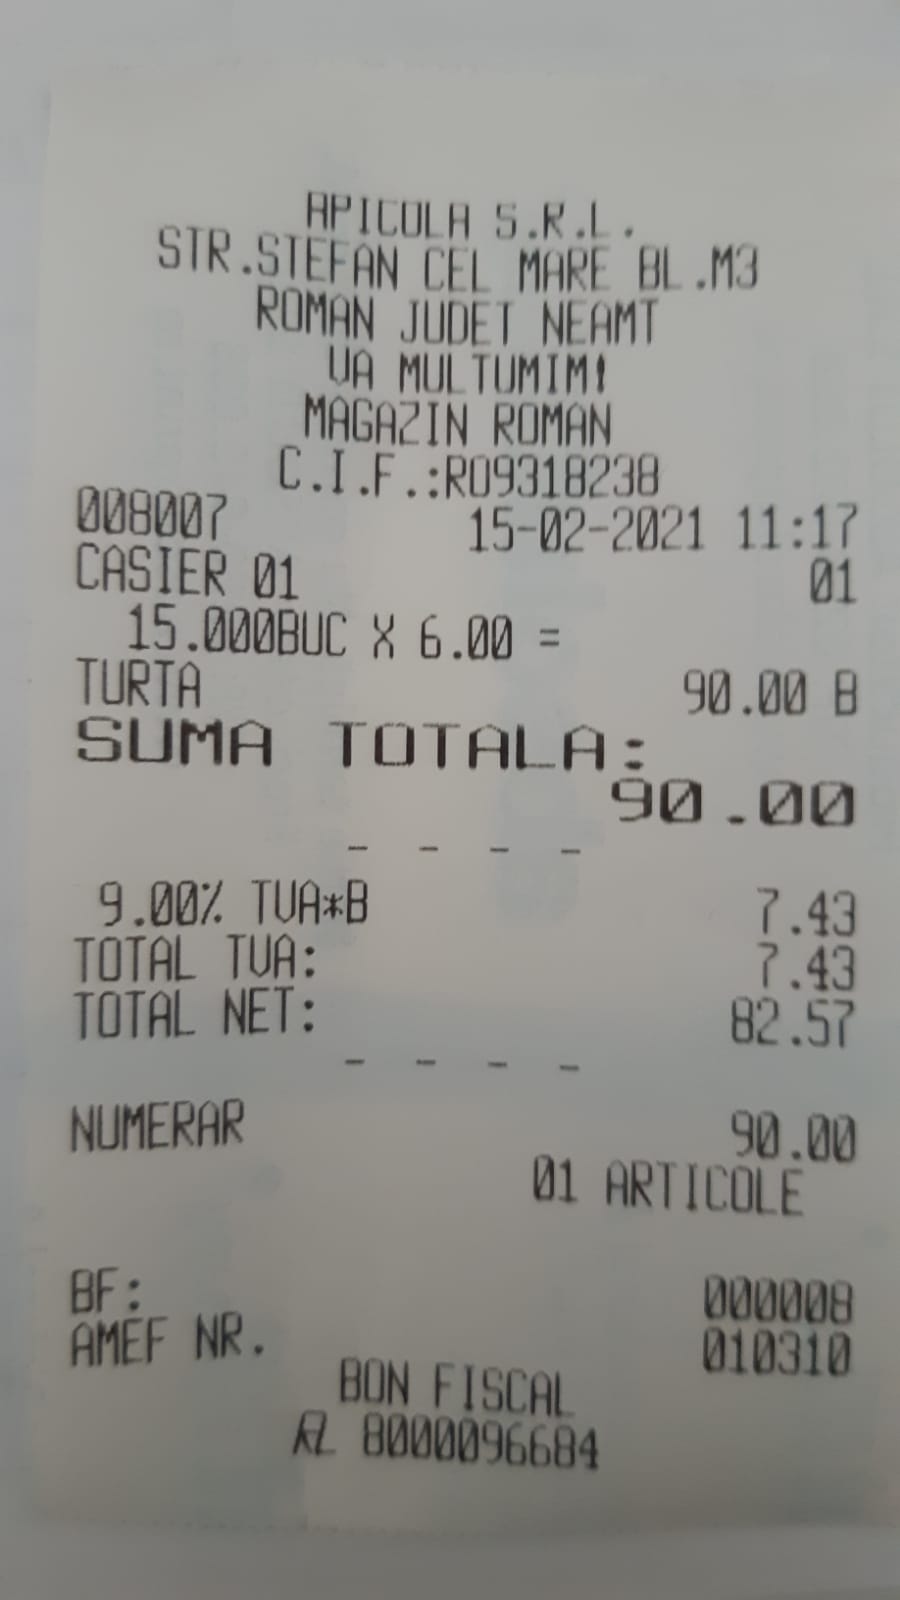 APICOLA S.R.L.
STR.STEFAN CEL MARE BL.M3
ROMAN JUDET NEAMT
VA MULTUMIM!
MAGAZIN ROMAN
C.I.F.:RO9318238
008007 15-02-2021 11:17
CASIER 01 01
15.000BUC X 6.00 =
TURTA 90.00 B
SUMA TOTALA:
90.00
- - - -
9.00% TVA*B 7.43
TOTAL TVA: 7.43
TOTAL NET: 82.57
- - - -
NUMERAR 90.00
01 ARTICOLE
BF: 000008
AMEF NR. 010310
BON FISCAL
8000096684